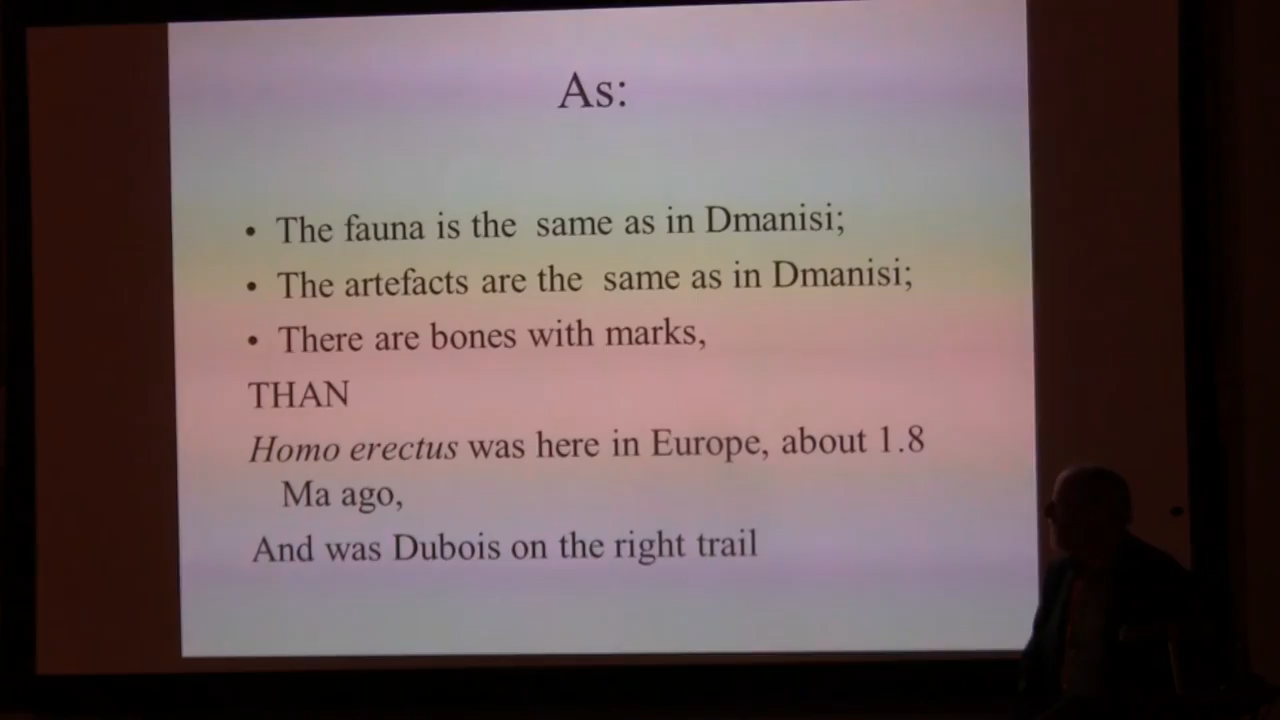 As:
• The fauna is the same as in Dmanisi;
• The artefacts are the same as in Dmanisi;
• There are bones with marks,
THAN
Homo erectus was here in Europe, about 1.8
Ma ago,
And was Dubois on the right trail